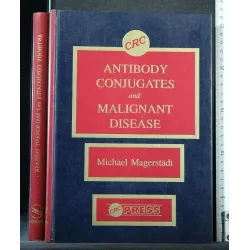 CRC
ANTIBODY
CONJUGATES
and
MALIGNANT
DISEASE
Michael Magerstädt
CRC PRESS